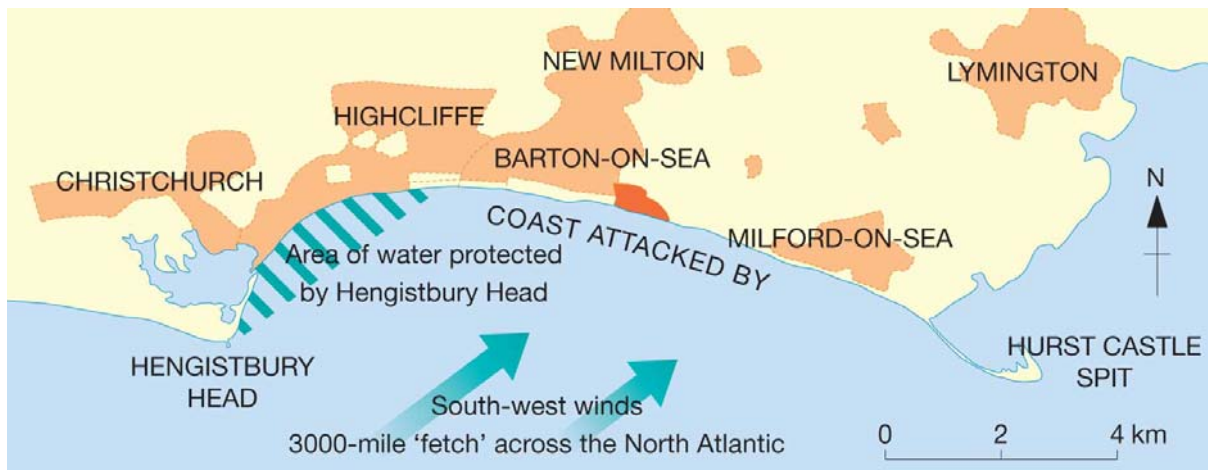 NEW MILTON
LYMINGTON
HIGHCLIFFE
BARTON-ON-SEA
CHRISTCHURCH
N
COAST ATTACKED BY
MILFORD-ON-SEA
Area of water protected
by Hengistbury Head
HENGISTBURY
HEAD
HURST CASTLE
SPIT
South-west winds
3000-mile ‘fetch’ across the North Atlantic
0 2 4 km